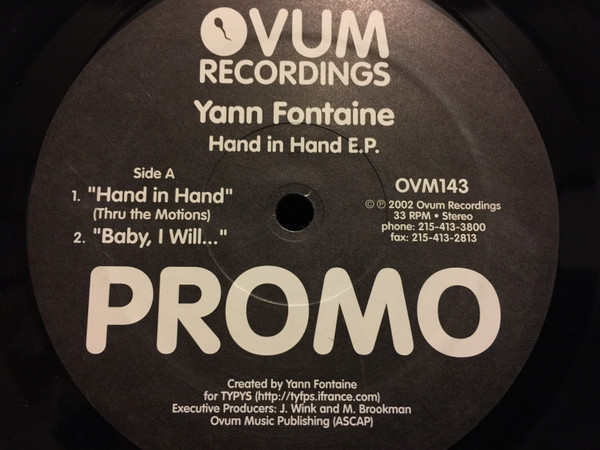 OVUM
RECORDINGS
Yann Fontaine
Hand in Hand E.P.
Side A
1. "Hand in Hand"
(Thru the Motions)
2. "Baby, I Will..."
OVM143
© ℗ 2002 Ovum Recordings
33 RPM • Stereo
phone: 215-413-3800
fax: 215-413-2813
PROMO
Created by Yann Fontaine
for TYPYS (http://tyfps.ifrance.com)
Executive Producers: J. Wink and M. Brookman
Ovum Music Publishing (ASCAP)